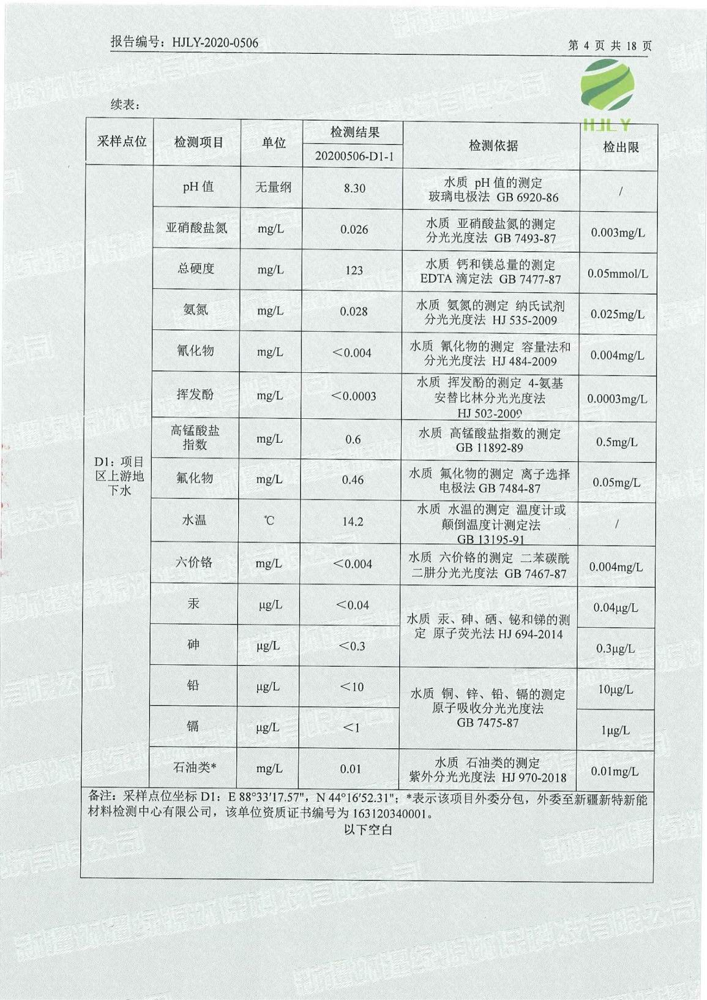 报告编号：HJLY-2020-0506
第 4 页 共 18 页
HJLY
续表：
采样点位 检测项目 单位 检测结果 检测依据 检出限
20200506-D1-1
D1：项目
区上游地
下水
pH 值 无量纲 8.30 水质 pH 值的测定
玻璃电极法 GB 6920-86 /
亚硝酸盐氮 mg/L 0.026 水质 亚硝酸盐氮的测定
分光光度法 GB 7493-87 0.003mg/L
总硬度 mg/L 123 水质 钙和镁总量的测定
EDTA 滴定法 GB 7477-87 0.05mmol/L
氨氮 mg/L 0.028 水质 氨氮的测定 纳氏试剂
分光光度法 HJ 535-2009 0.025mg/L
氰化物 mg/L ＜0.004 水质 氰化物的测定 容量法和
分光光度法 HJ 484-2009 0.004mg/L
挥发酚 mg/L ＜0.0003 水质 挥发酚的测定 4-氨基
安替比林分光光度法 0.0003mg/L
HJ 503-2009
高锰酸盐
指数 mg/L 0.6 水质 高锰酸盐指数的测定
GB 11892-89 0.5mg/L
氟化物 mg/L 0.46 水质 氟化物的测定 离子选择
电极法 GB 7484-87 0.05mg/L
水温 ℃ 14.2 水质 水温的测定 温度计或
颠倒温度计测定法 /
GB 13195-91
六价铬 mg/L ＜0.004 水质 六价铬的测定 二苯碳酰
二肼分光光度法 GB 7467-87 0.004mg/L
汞 μg/L ＜0.04 水质 汞、砷、硒、铋和锑的测 0.04μg/L
定 原子荧光法 HJ 694-2014
砷 μg/L ＜0.3 0.3μg/L
铅 μg/L ＜10 水质 铜、锌、铅、镉的测定 10μg/L
原子吸收分光光度法
GB 7475-87
镉 μg/L ＜1 1μg/L
石油类* mg/L 0.01 水质 石油类的测定
紫外分光光度法 HJ 970-2018 0.01mg/L
备注：采样点位坐标 D1：E 88°33′17.57″，N 44°16′52.31″；*表示该项目外委分包，外委至新疆新特新能
材料检测中心有限公司，该单位资质证书编号为 163120340001。
以下空白